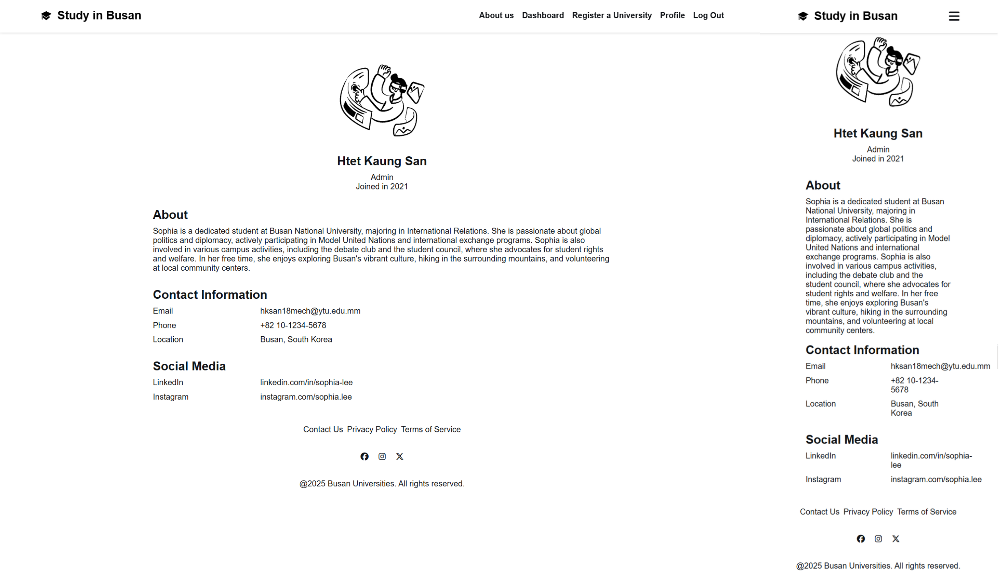 Study in Busan
About us Dashboard Register a University Profile Log Out
Htet Kaung San
Admin
Joined in 2021
About
Sophia is a dedicated student at Busan National University, majoring in International Relations. She is passionate about global
politics and diplomacy, actively participating in Model United Nations and international exchange programs. Sophia is also
involved in various campus activities, including the debate club and the student council, where she advocates for student rights
and welfare. In her free time, she enjoys exploring Busan's vibrant culture, hiking in the surrounding mountains, and volunteering
at local community centers.
Contact Information
Email hksan18mech@ytu.edu.mm
Phone +82 10-1234-5678
Location Busan, South Korea
Social Media
LinkedIn linkedin.com/in/sophia-lee
Instagram instagram.com/sophia.lee
Contact Us Privacy Policy Terms of Service
@2025 Busan Universities. All rights reserved.
Study in Busan
Htet Kaung San
Admin
Joined in 2021
About
Sophia is a dedicated student at Busan
National University, majoring in
International Relations. She is
passionate about global politics and
diplomacy, actively participating in Model
United Nations and international
exchange programs. Sophia is also
involved in various campus activities,
including the debate club and the
student council, where she advocates for
student rights and welfare. In her free
time, she enjoys exploring Busan's
vibrant culture, hiking in the surrounding
mountains, and volunteering at local
community centers.
Contact Information
Email hksan18mech@ytu.edu.mm
Phone +82 10-1234-
5678
Location Busan, South
Korea
Social Media
LinkedIn linkedin.com/in/sophia-
lee
Instagram instagram.com/sophia.lee
Contact Us Privacy Policy Terms of Service
@2025 Busan Universities. All rights reserved.